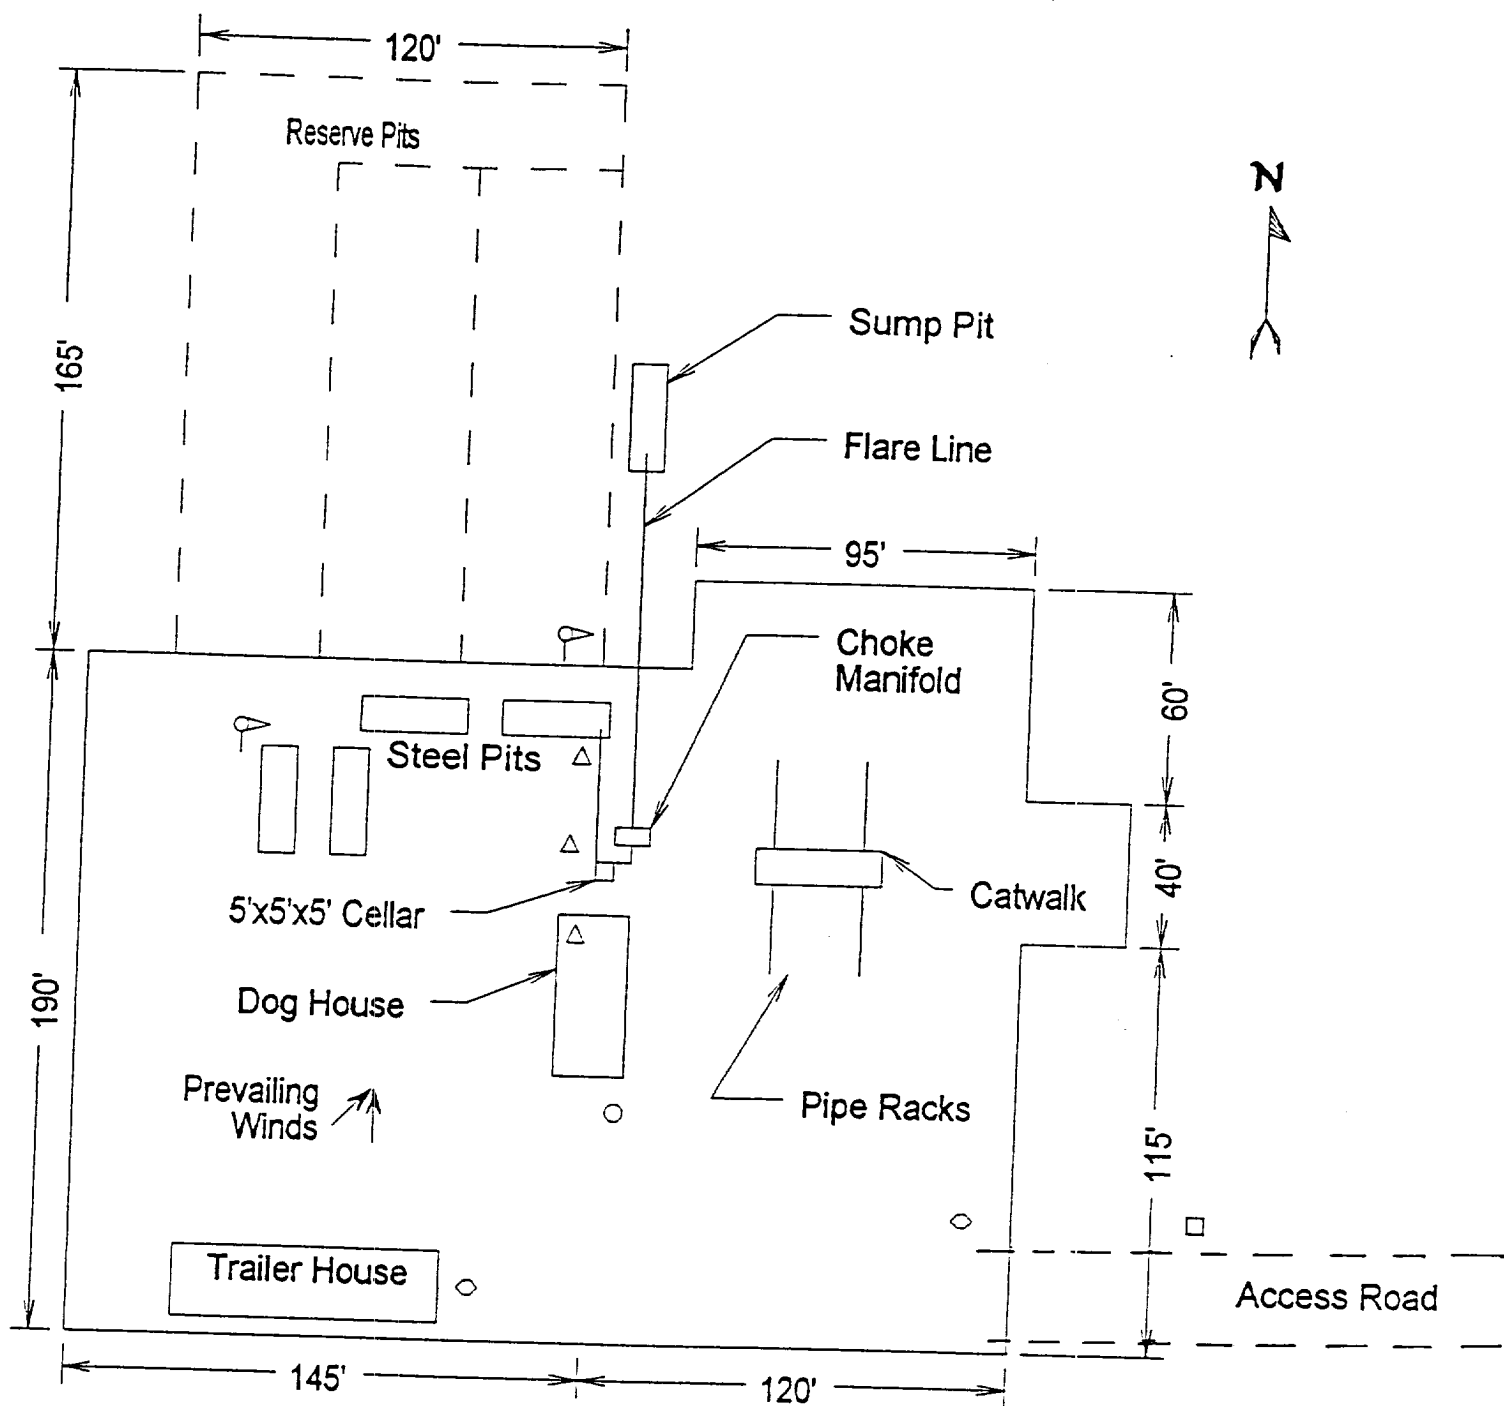 120'
Reserve Pits
N
165'
Sump Pit
Flare Line
95'
Choke
Manifold
60'
Steel Pits
40'
Catwalk
5'x5'x5' Cellar
190'
Dog House
Prevailing
Winds
Pipe Racks
115'
Trailer House
Access Road
145'
120'